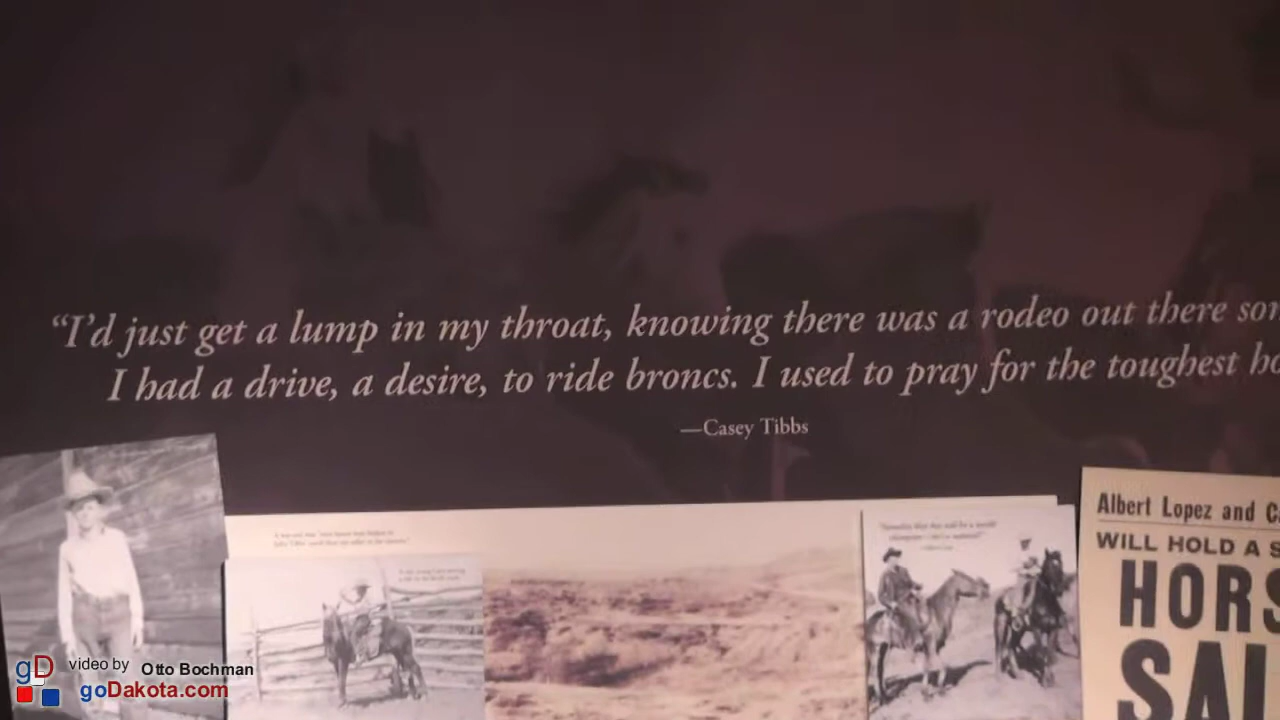 “I’d just get a lump in my throat, knowing there was a rodeo out there
I had a drive, a desire, to ride broncs. I used to pray for the toughest
—Casey Tibbs
Albert Lopez and
WILL HOLD A
HORS
SAL
gD video by Otto Bochman
goDakota.com